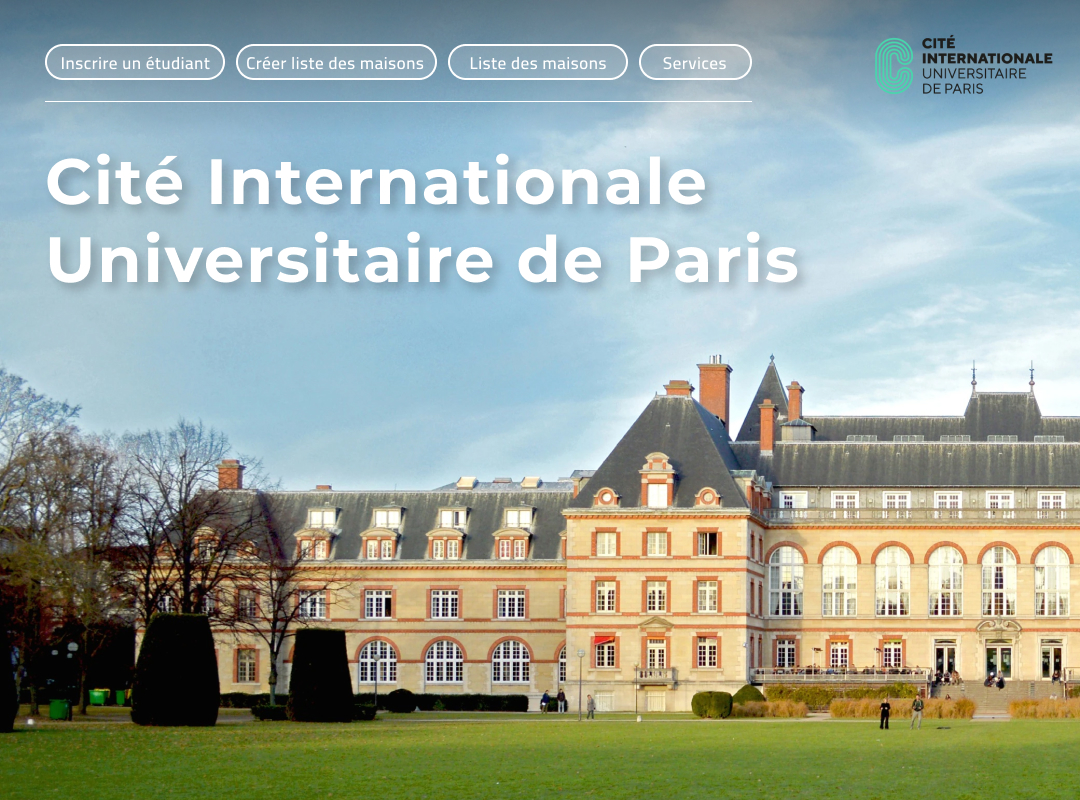 Inscrire un étudiant
Créer liste des maisons
Liste des maisons
Services
CITÉ
INTERNATIONALE
UNIVERSITAIRE
DE PARIS
Cité Internationale
Universitaire de Paris